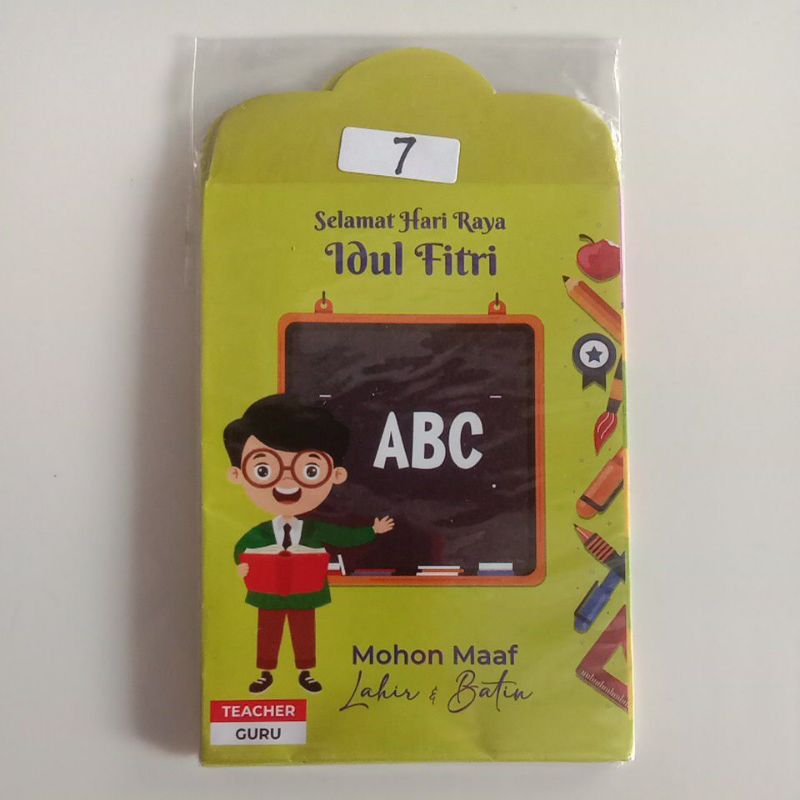 7
Selamat Hari Raya
Idul Fitri
ABC
Mohon Maaf
Lahir & Batin
TEACHER
GURU